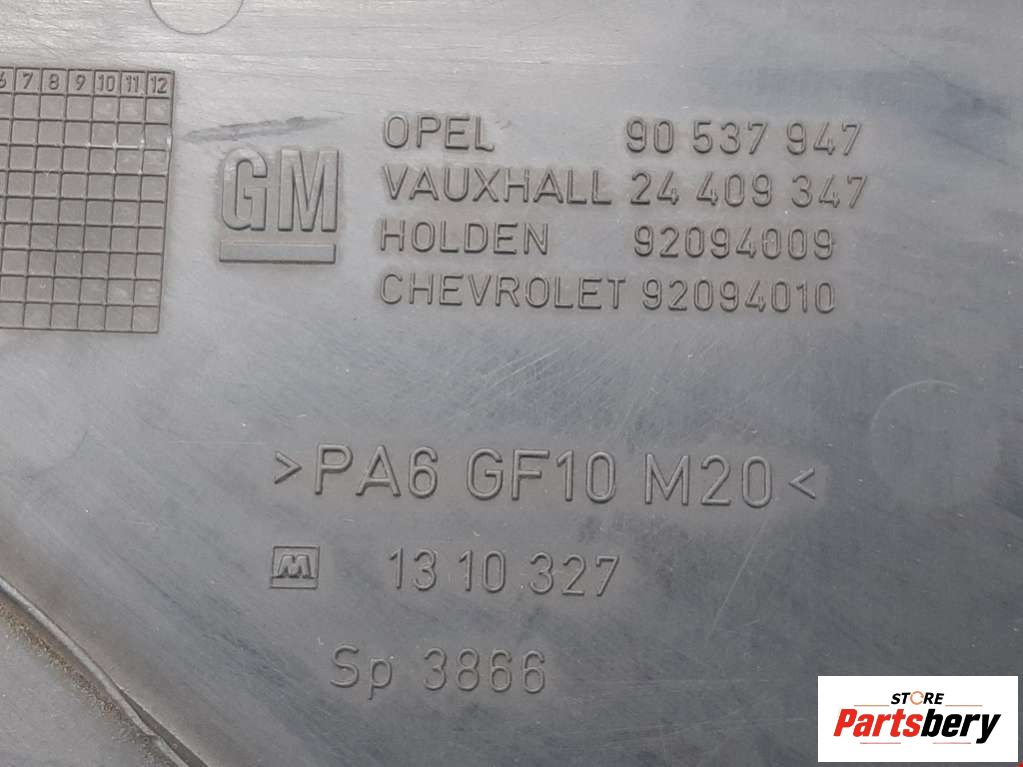 6 7 8 9 10 11 12
GM
OPEL 90 537 947
VAUXHALL 24 409 347
HOLDEN 92094009
CHEVROLET 92094010
>PA6 GF10 M20<
M 13 10 327
Sp 3866
STORE
Partsbery